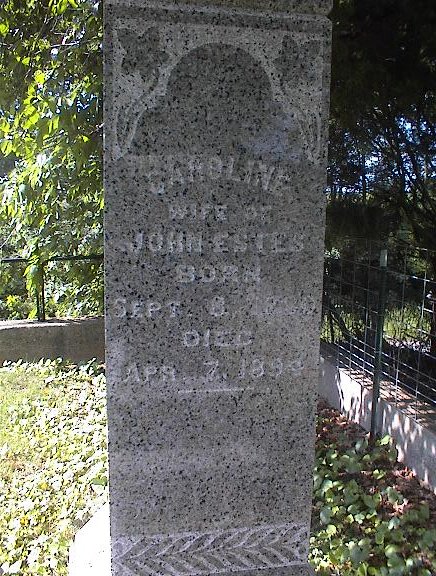 CAROLINE
WIFE OF
JOHN ESTES
BORN
SEPT 8
DIED
APR. 7,